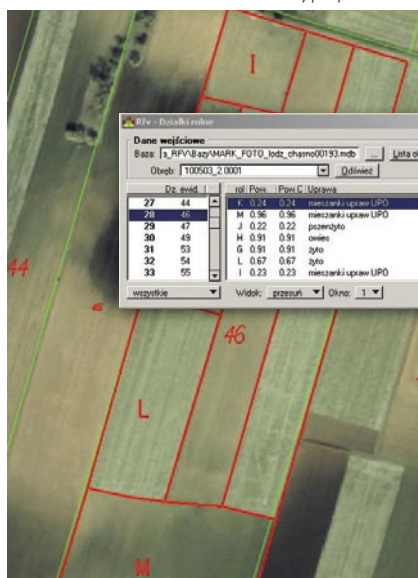 I
Rfv - Działki rolne
Dane wejściowe
Baza: s_RFV\Bazy\MARK_FOTO_lodz_chasno00193.mdb ... Lista
Obręb: 100503_2.0001 Odśwież
Dz. ewid. rol Pow. Pow.C Uprawa
27 44 K 0.24 0.24 mieszanki upraw UPO
28 46 M 0.96 0.96 mieszanki upraw UPO
29 47 J 0.22 0.22 pszenżyto
30 49 H 0.91 0.91 owies
31 53 G 0.91 0.91 żyto
32 54 L 0.67 0.67 żyto
33 55 I 0.23 0.23 mieszanki upraw UPO
wszystkie Widok: przesuń Okno: 1
44
46
L
M